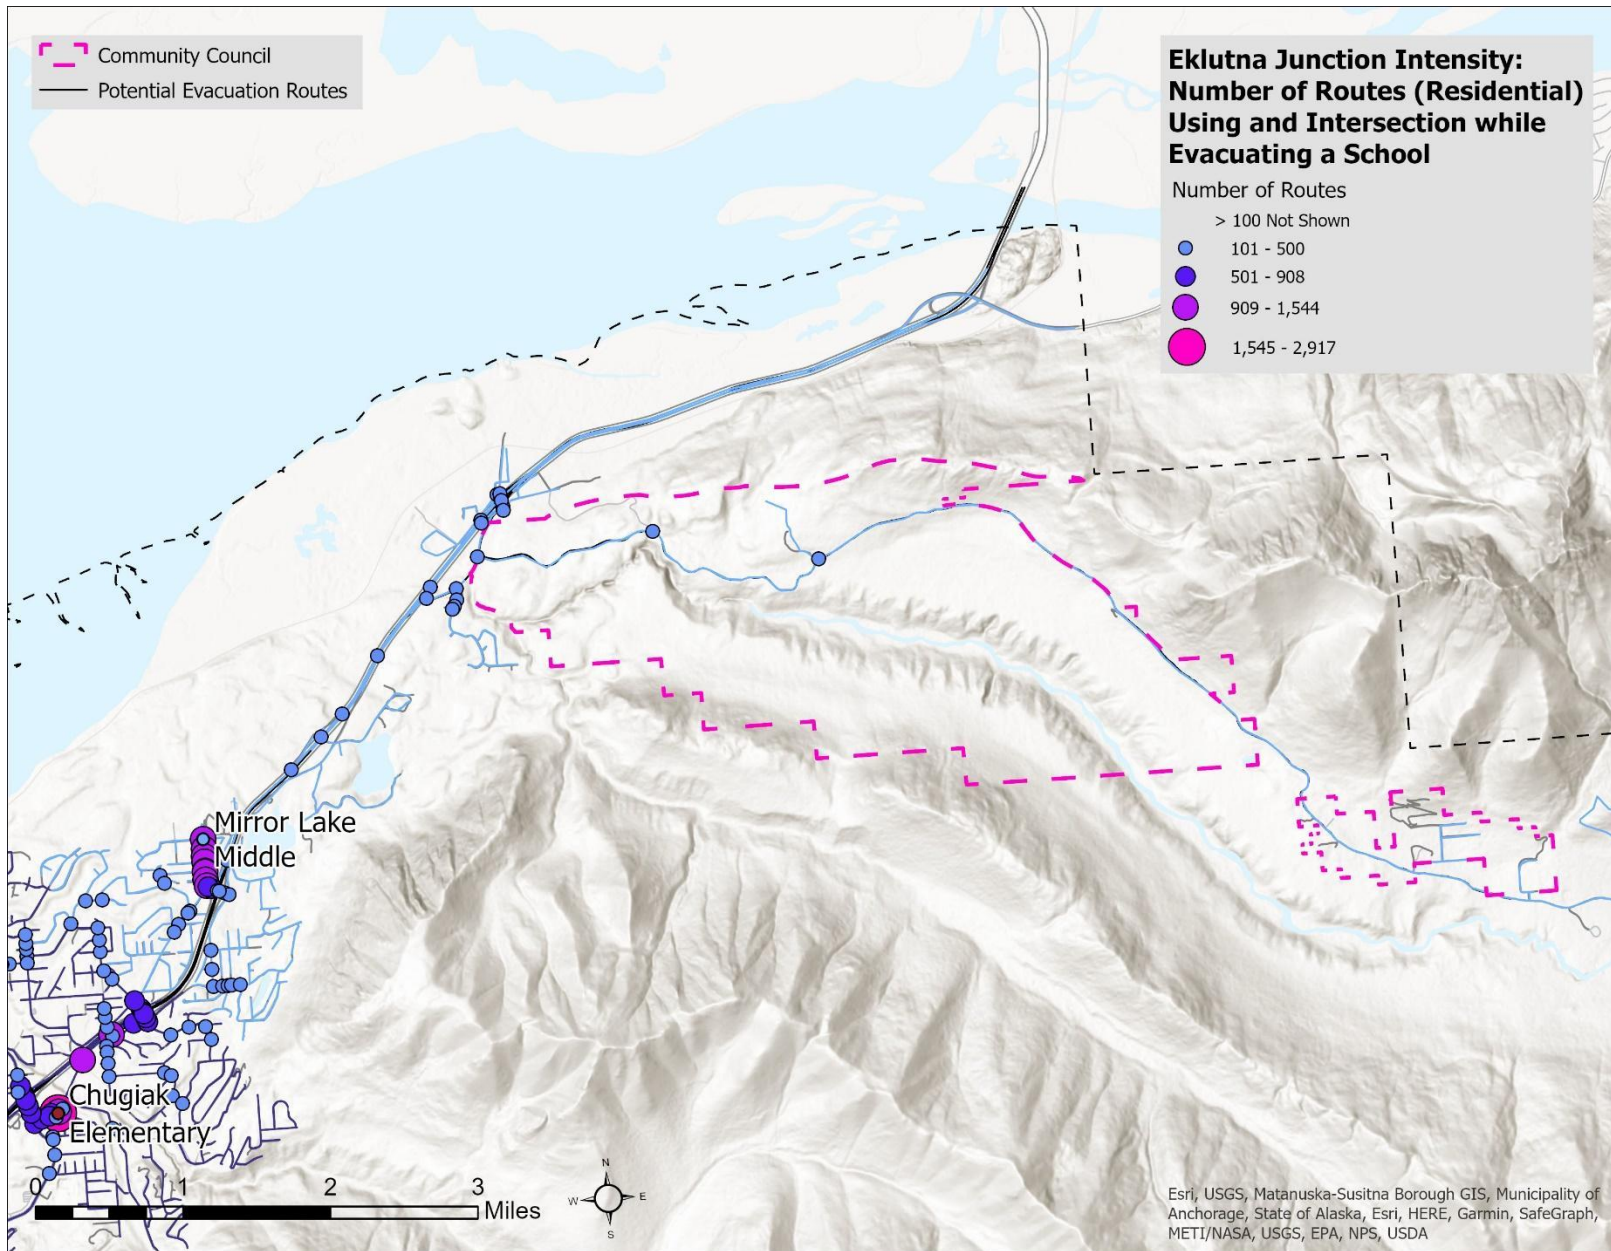 Community Council
Potential Evacuation Routes
Eklutna Junction Intensity:
Number of Routes (Residential)
Using and Intersection while
Evacuating a School
Number of Routes
> 100 Not Shown
101 - 500
501 - 908
909 - 1,544
1,545 - 2,917
Mirror Lake
Middle
Chugiak
Elementary
0 1 2 3
Miles
N
W E
S
Esri, USGS, Matanuska-Susitna Borough GIS, Municipality of
Anchorage, State of Alaska, Esri, HERE, Garmin, SafeGraph,
METI/NASA, USGS, EPA, NPS, USDA